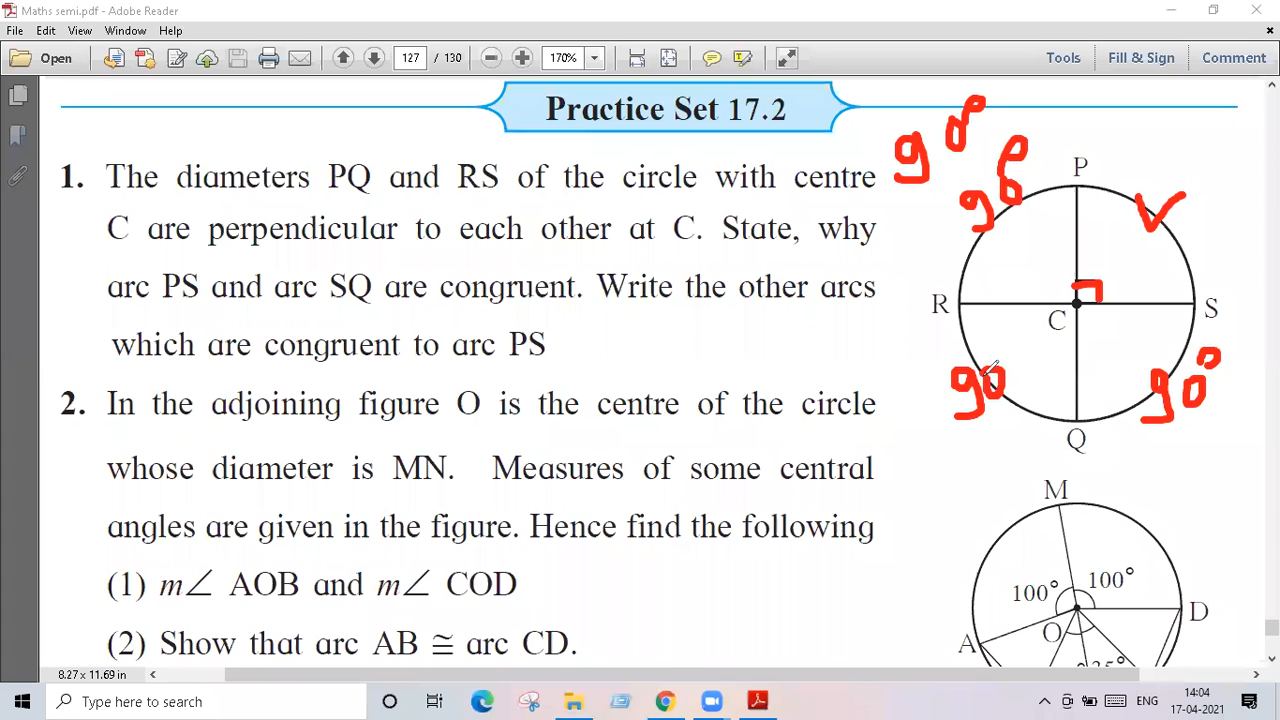 Maths semi.pdf - Adobe Reader
File Edit View Window Help
Open 127 / 130 170% Tools Fill & Sign Comment
Practice Set 17.2
1. The diameters PQ and RS of the circle with centre
C are perpendicular to each other at C. State, why
arc PS and arc SQ are congruent. Write the other arcs
which are congruent to arc PS
2. In the adjoining figure O is the centre of the circle
whose diameter is MN. Measures of some central
angles are given in the figure. Hence find the following
(1) m∠ AOB and m∠ COD
(2) Show that arc AB ≅ arc CD.
90°
90
P
R
S
C
90
90°
Q
M
100°
100°
D
O
A
8.27 x 11.69 in
Type here to search
ENG
14:04
17-04-2021